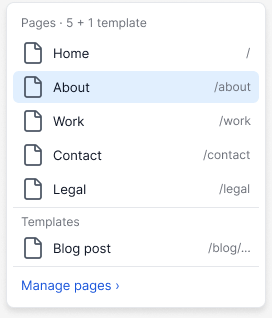 Pages · 5 + 1 template
Home /
About /about
Work /work
Contact /contact
Legal /legal
Templates
Blog post /blog/...
Manage pages ›